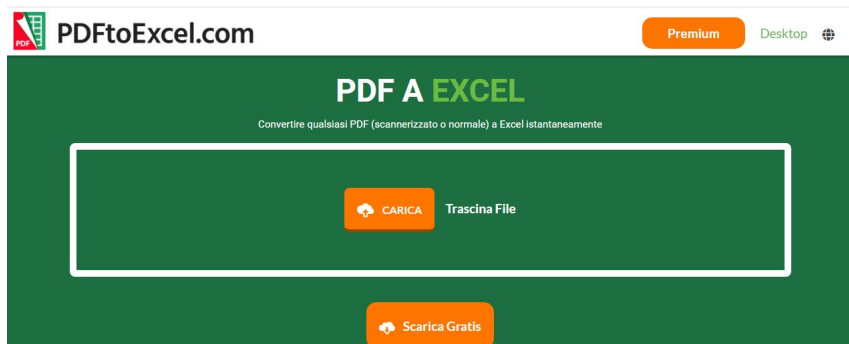 PDF
PDFtoExcel.com
Premium
Desktop
PDF A EXCEL
Convertire qualsiasi PDF (scannerizzato o normale) a Excel istantaneamente
CARICA
Trascina File
Scarica Gratis